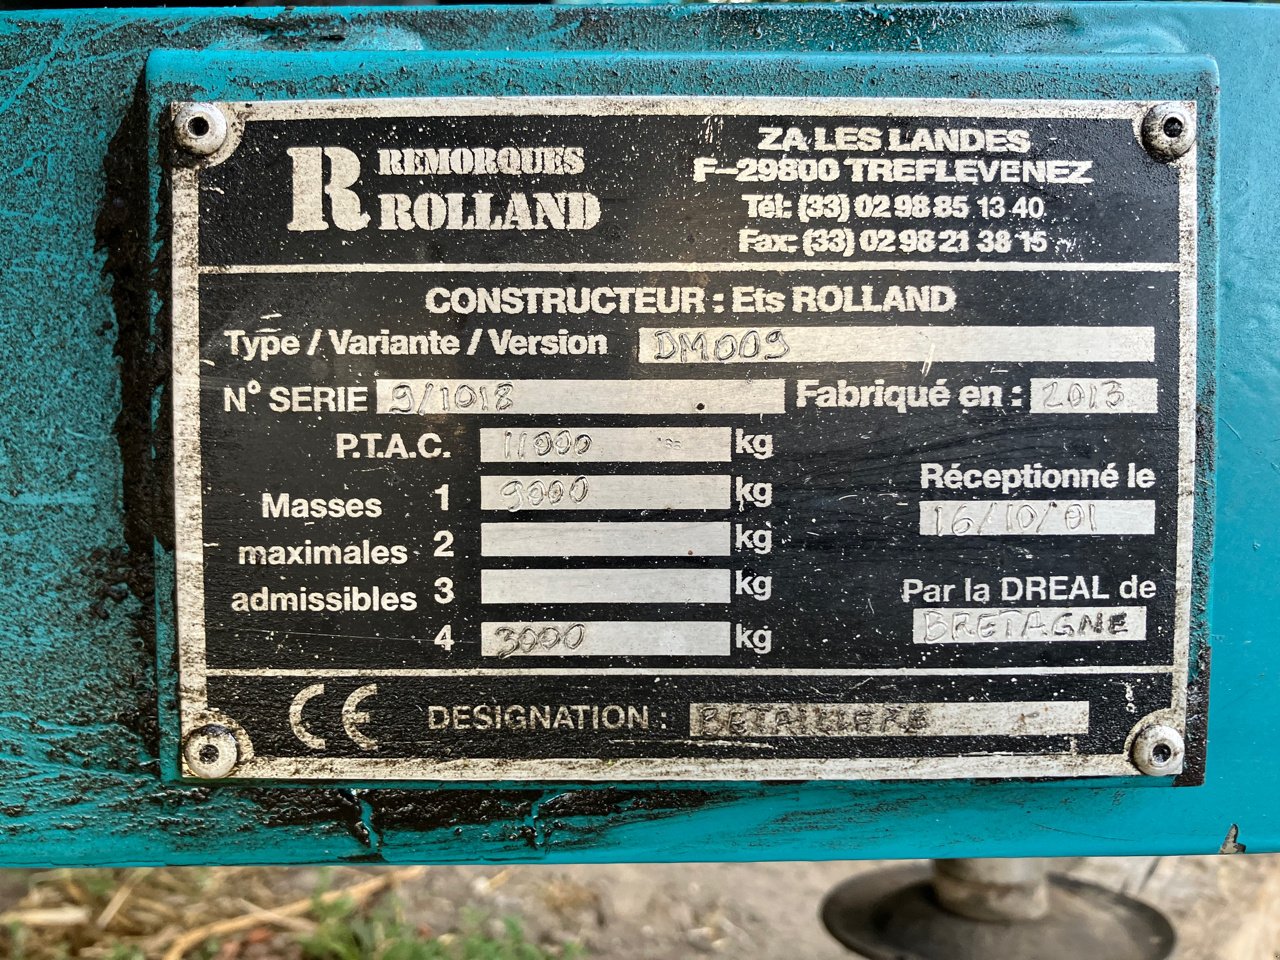 R REMORQUES
ROLLAND
ZA LES LANDES
F-29800 TREFLEVENEZ
Tél: (33) 02 98 85 13 40
Fax: (33) 02 98 21 38 15
CONSTRUCTEUR : Ets ROLLAND
Type / Variante / Version DM009
N° SERIE 9/1018 Fabriqué en : 2013
P.T.A.C. 11000 kg
Masses maximales admissibles
1 9000 kg
2 kg
3 kg
4 3000 kg
Réceptionné le
16/10/01
Par la DREAL de
BRETAGNE
CE DESIGNATION : BETAILLERE